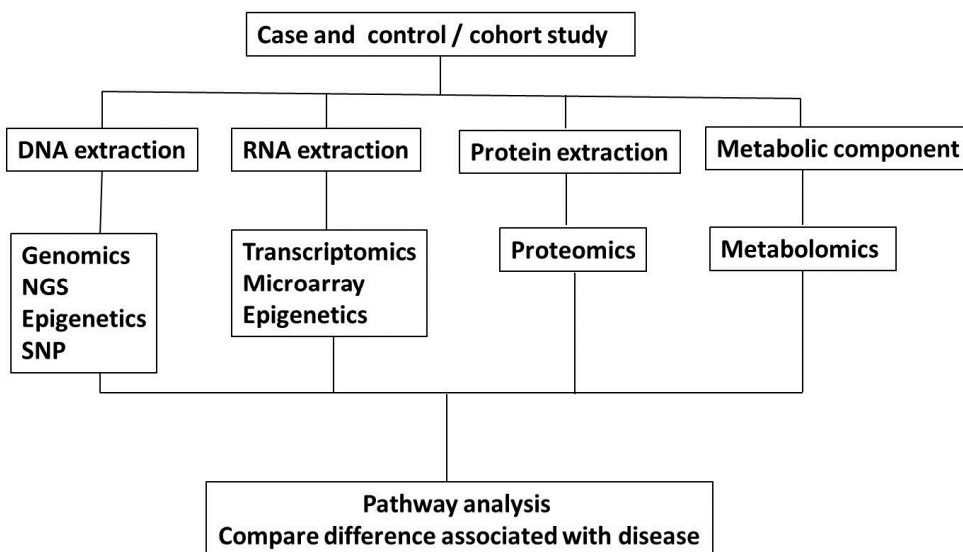 Case and control / cohort study
DNA extraction
RNA extraction
Protein extraction
Metabolic component
Genomics
NGS
Epigenetics
SNP
Transcriptomics
Microarray
Epigenetics
Proteomics
Metabolomics
Pathway analysis
Compare difference associated with disease